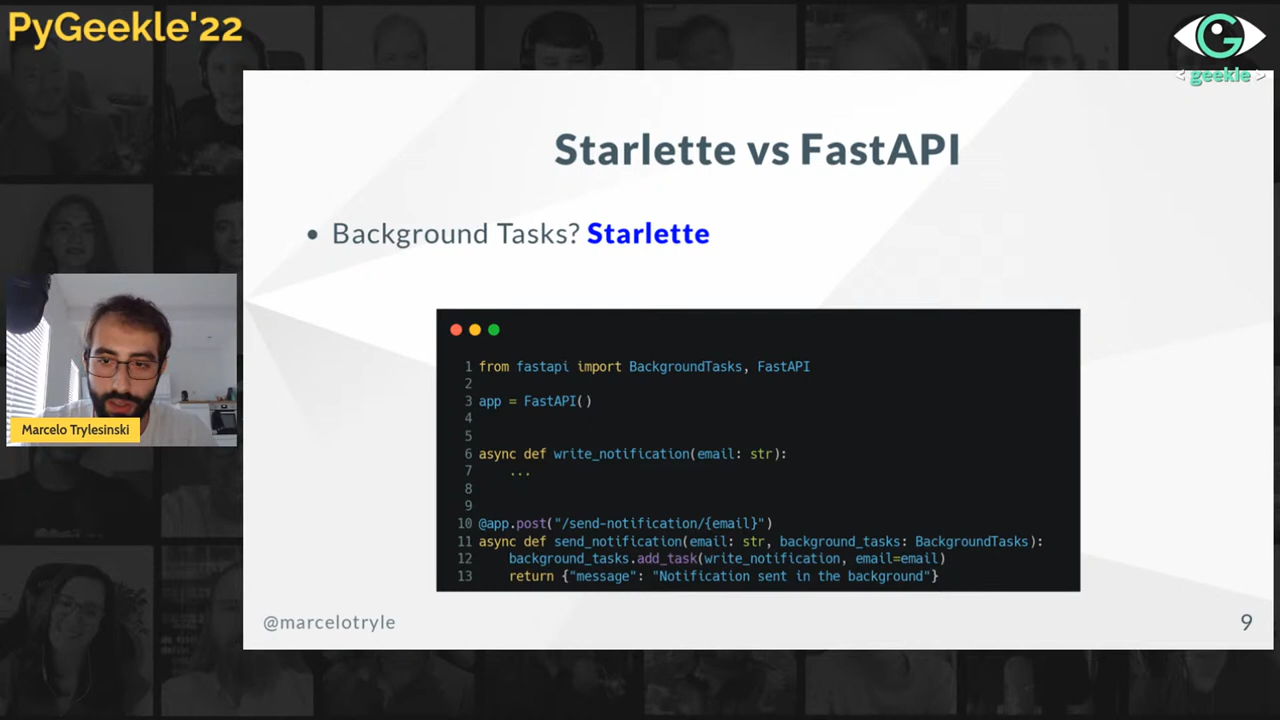 PyGeekle'22
G
< geekle >
Starlette vs FastAPI
• Background Tasks? Starlette
1 from fastapi import BackgroundTasks, FastAPI
2
3 app = FastAPI()
4
5
6 async def write_notification(email: str):
7     ...
8
9
10 @app.post("/send-notification/{email}")
11 async def send_notification(email: str, background_tasks: BackgroundTasks):
12     background_tasks.add_task(write_notification, email=email)
13     return {"message": "Notification sent in the background"}
Marcelo Trylesinski
@marcelotryle
9